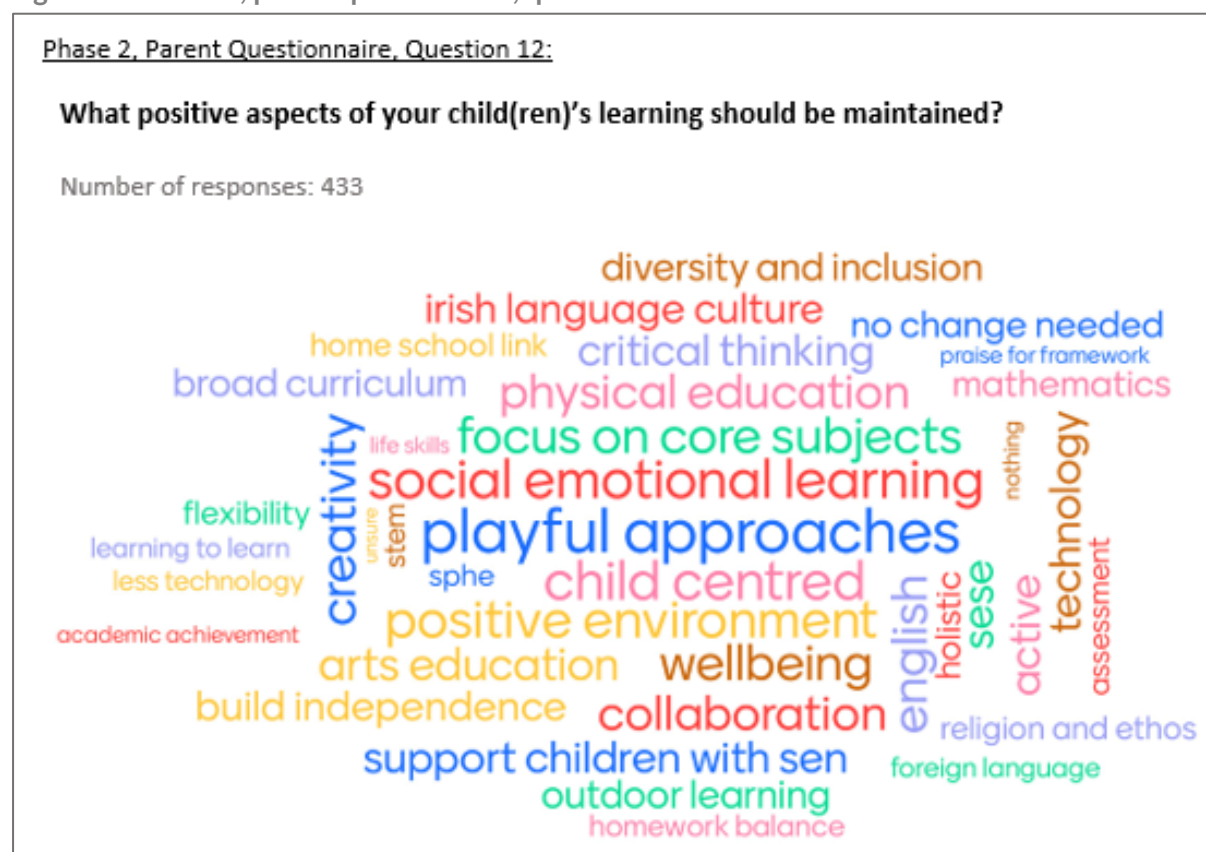 Phase 2, Parent Questionnaire, Question 12:
What positive aspects of your child(ren)'s learning should be maintained?
Number of responses: 433
diversity and inclusion
irish language culture
no change needed
home school link
critical thinking
praise for framework
broad curriculum
physical education
mathematics
creativity
life skills
focus on core subjects
nothing
technology
social emotional learning
flexibility
unsure
stem
playful approaches
learning to learn
less technology
sphe
child centred
english
holistic
sese
active
assessment
academic achievement
positive environment
arts education
wellbeing
build independence
collaboration
religion and ethos
support children with sen
foreign language
outdoor learning
homework balance